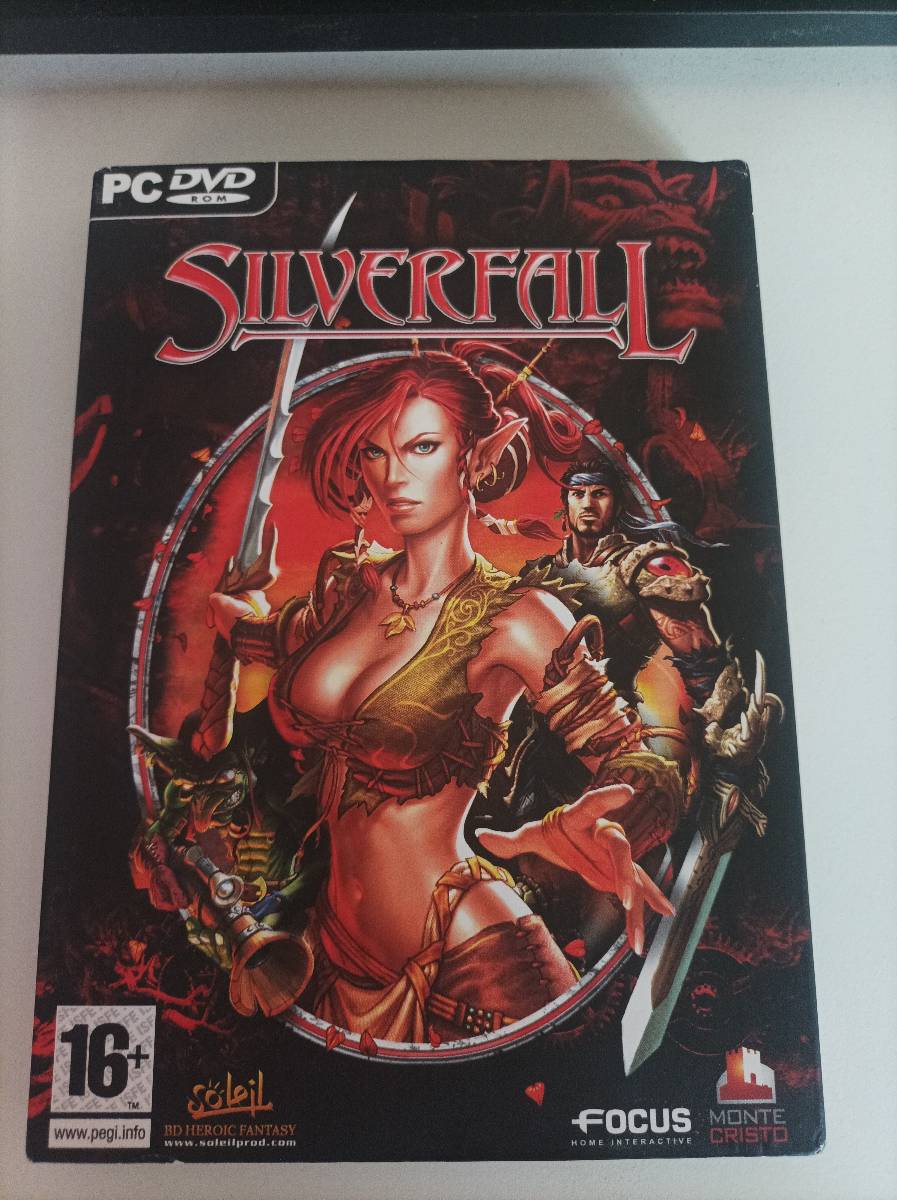 PC DVD
ROM
SILVERFALL
16+
TM
www.pegi.info
soleil
BD HEROIC FANTASY
www.soleilprod.com
FOCUS
HOME INTERACTIVE
MONTE
CRISTO